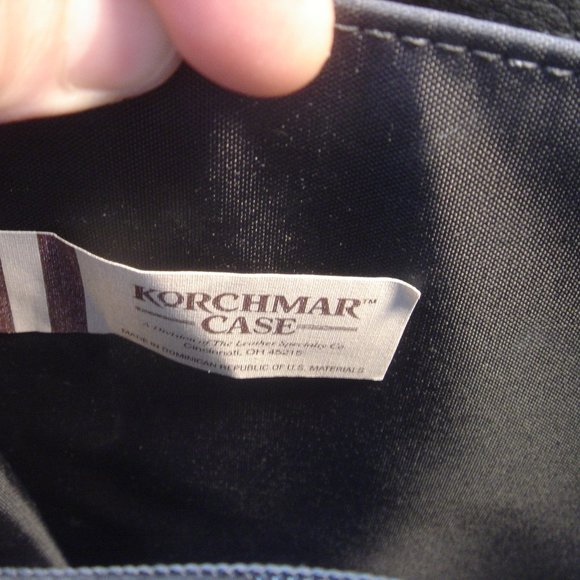 KORCHMAR™
CASE
A Division of The Leather Specialty Co.
Cincinnati, OH 45215
MADE IN DOMINICAN REPUBLIC OF U.S. MATERIALS